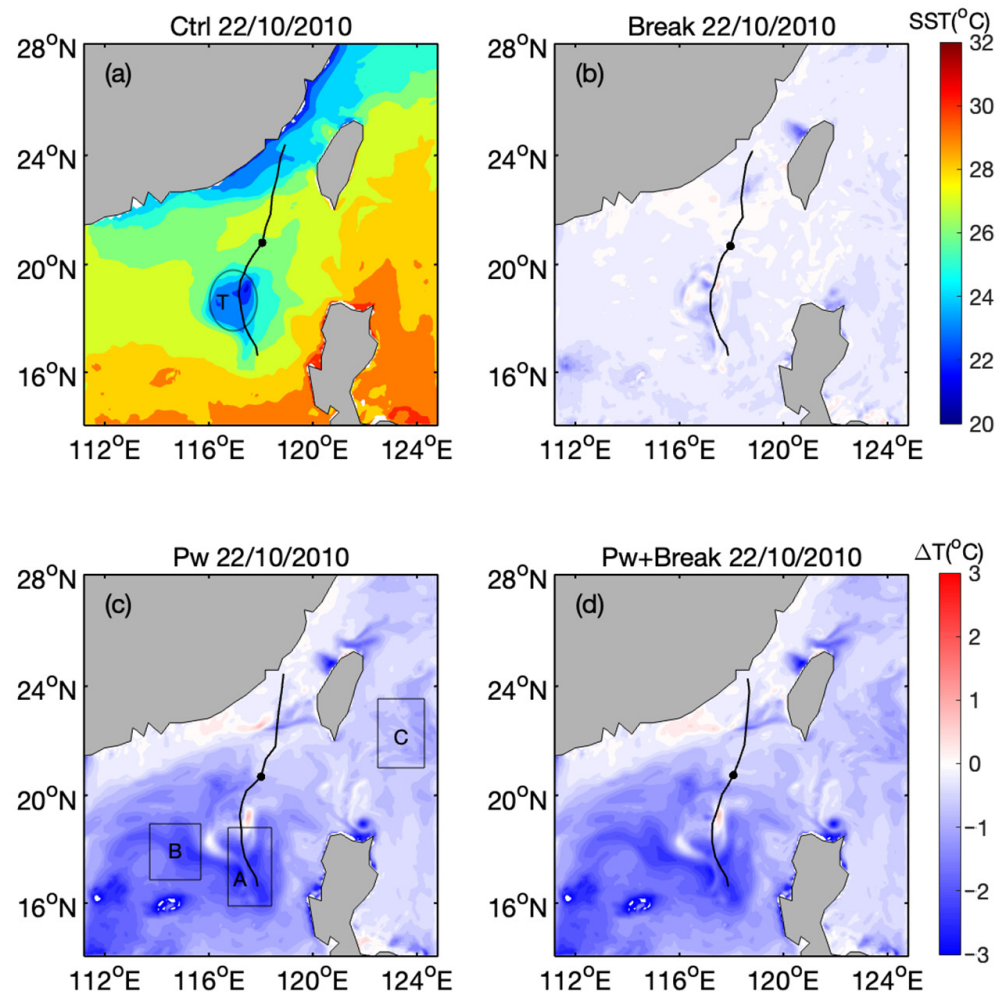 Ctrl 22/10/2010
Break 22/10/2010
SST(°C)
28°N
(a)
24°N
20°N
T
16°N
112°E
116°E
120°E
124°E
28°N
(b)
24°N
20°N
16°N
112°E
116°E
120°E
124°E
32
30
28
26
24
22
20
Pw 22/10/2010
Pw+Break 22/10/2010
ΔT(°C)
28°N
(c)
24°N
C
20°N
B
A
16°N
112°E
116°E
120°E
124°E
28°N
(d)
24°N
20°N
16°N
112°E
116°E
120°E
124°E
3
2
1
0
−1
−2
−3